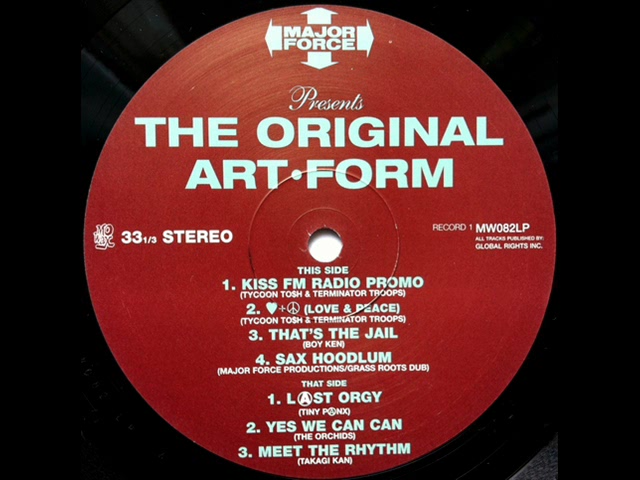 MAJOR
FORCE
Presents
THE ORIGINAL
ART•FORM
33 1/3 STEREO
RECORD 1 MW082LP
ALL TRACKS PUBLISHED BY:
GLOBAL RIGHTS INC.
THIS SIDE
1. KISS FM RADIO PROMO
(TYCOON TOSH & TERMINATOR TROOPS)
2. ♥+☮ (LOVE & PEACE)
(TYCOON TOSH & TERMINATOR TROOPS)
3. THAT'S THE JAIL
(BOY KEN)
4. SAX HOODLUM
(MAJOR FORCE PRODUCTIONS/GRASS ROOTS DUB)
THAT SIDE
1. LⒶST ORGY
(TINY PⒶNX)
2. YES WE CAN CAN
(THE ORCHIDS)
3. MEET THE RHYTHM
(TAKAGI KAN)